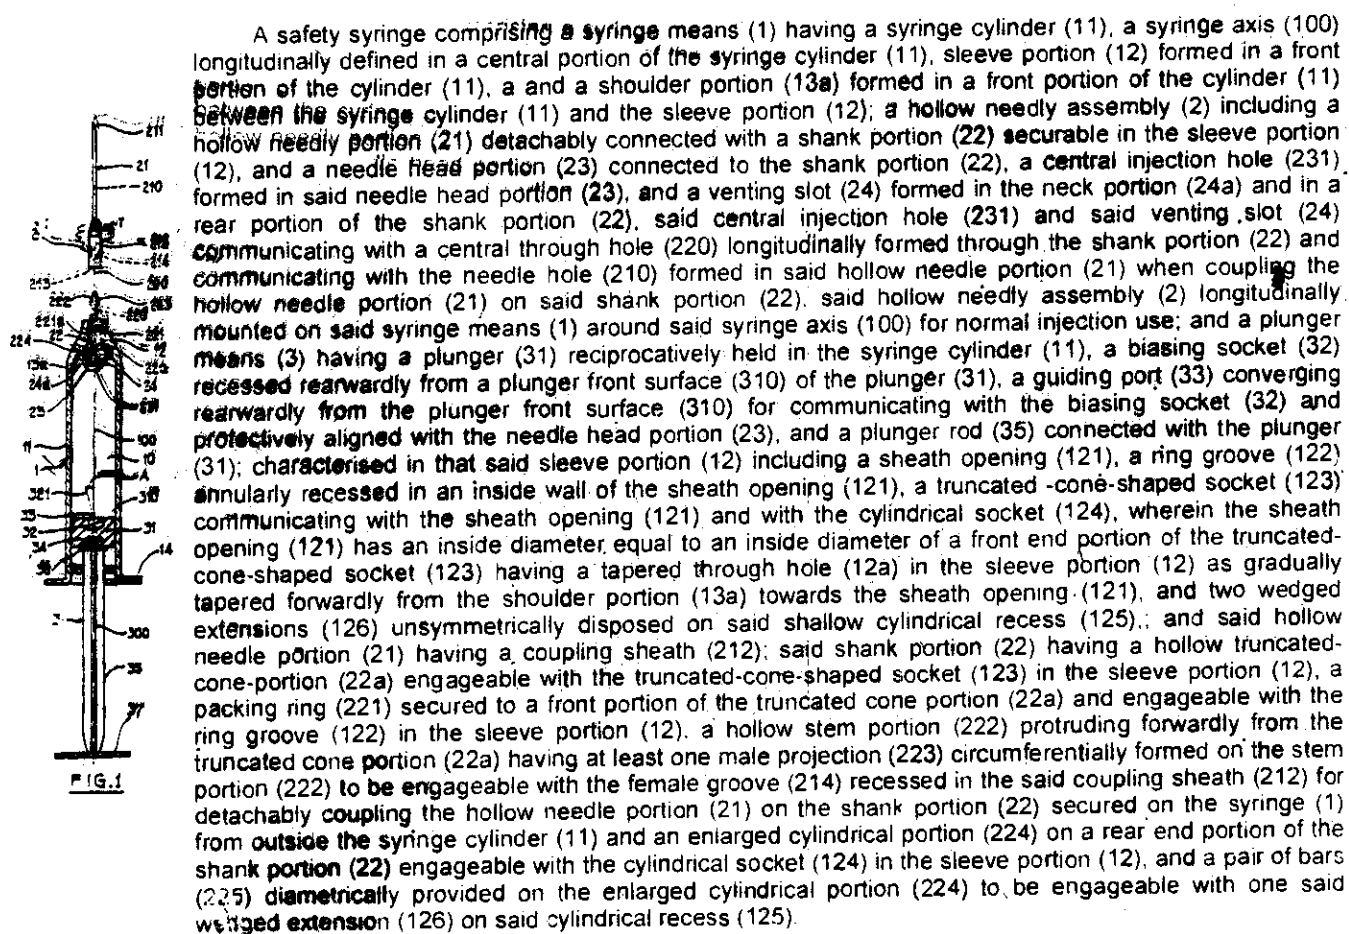 A safety syringe comprising a syringe means (1) having a syringe cylinder (11), a syringe axis (100)
longitudinally defined in a central portion of the syringe cylinder (11), sleeve portion (12) formed in a front
portion of the cylinder (11), a and a shoulder portion (13a) formed in a front portion of the cylinder (11)
between the syringe cylinder (11) and the sleeve portion (12); a hollow needly assembly (2) including a
hollow needly portion (21) detachably connected with a shank portion (22) securable in the sleeve portion
(12), and a needle head portion (23) connected to the shank portion (22), a central injection hole (231)
formed in said needle head portion (23), and a venting slot (24) formed in the neck portion (24a) and in a
rear portion of the shank portion (22), said central injection hole (231) and said venting slot (24)
communicating with a central through hole (220) longitudinally formed through the shank portion (22) and
communicating with the needle hole (210) formed in said hollow needle portion (21) when coupling the
hollow needle portion (21) on said shank portion (22), said hollow needly assembly (2) longitudinally
mounted on said syringe means (1) around said syringe axis (100) for normal injection use; and a plunger
means (3) having a plunger (31) reciprocatively held in the syringe cylinder (11), a biasing socket (32)
recessed rearwardly from a plunger front surface (310) of the plunger (31), a guiding port (33) converging
rearwardly from the plunger front surface (310) for communicating with the biasing socket (32) and
protectively aligned with the needle head portion (23), and a plunger rod (35) connected with the plunger
(31); characterised in that said sleeve portion (12) including a sheath opening (121), a ring groove (122)
annularly recessed in an inside wall of the sheath opening (121), a truncated -cone-shaped socket (123)
communicating with the sheath opening (121) and with the cylindrical socket (124), wherein the sheath
opening (121) has an inside diameter equal to an inside diameter of a front end portion of the truncated-
cone-shaped socket (123) having a tapered through hole (12a) in the sleeve portion (12) as gradually
tapered forwardly from the shoulder portion (13a) towards the sheath opening (121), and two wedged
extensions (126) unsymmetrically disposed on said shallow cylindrical recess (125),; and said hollow
needle portion (21) having a coupling sheath (212); said shank portion (22) having a hollow truncated-
cone-portion (22a) engageable with the truncated-cone-shaped socket (123) in the sleeve portion (12), a
packing ring (221) secured to a front portion of the truncated cone portion (22a) and engageable with the
ring groove (122) in the sleeve portion (12), a hollow stem portion (222) protruding forwardly from the
truncated cone portion (22a) having at least one male projection (223) circumferentially formed on the stem
portion (222) to be engageable with the female groove (214) recessed in the said coupling sheath (212) for
detachably coupling the hollow needle portion (21) on the shank portion (22) secured on the syringe (1)
from outside the syringe cylinder (11) and an enlarged cylindrical portion (224) on a rear end portion of the
shank portion (22) engageable with the cylindrical socket (124) in the sleeve portion (12), and a pair of bars
(225) diametrically provided on the enlarged cylindrical portion (224) to be engageable with one said
wedged extension (126) on said cylindrical recess (125).
211
21
210
213
222
224
24a
23
24
11
100
10
1
A
321
32
31
34
14
300
35
37
FIG.1